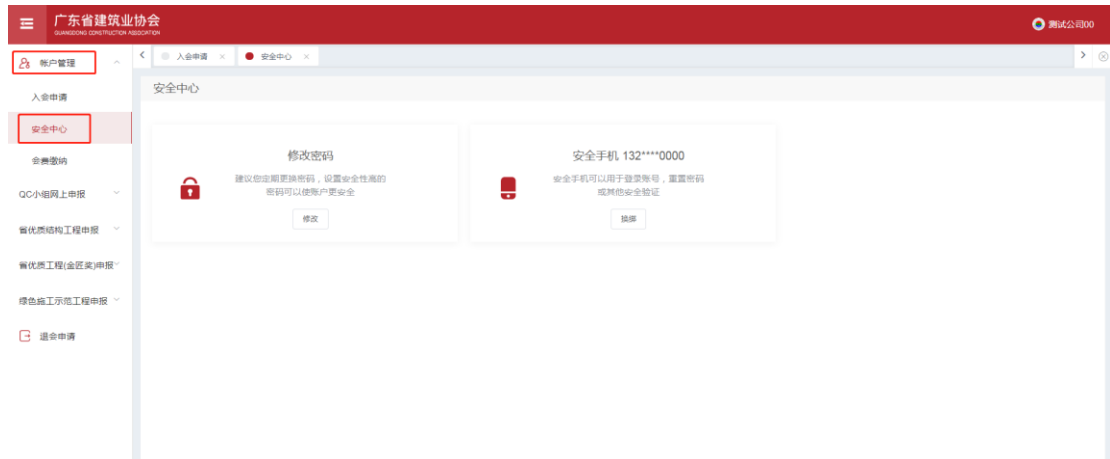 广东省建筑业协会
GUANGDONG CONSTRUCTION ASSOCIATION
测试公司00
帐户管理
入会申请
安全中心
会费缴纳
QC小组网上申报
省优质结构工程申报
省优质工程(金匠奖)申报
绿色施工示范工程申报
退会申请
入会申请
安全中心
安全中心
修改密码
建议您定期更换密码，设置安全性高的
密码可以使账户更安全
修改
安全手机 132****0000
安全手机可以用于登录账号，重置密码
或其他安全验证
换绑